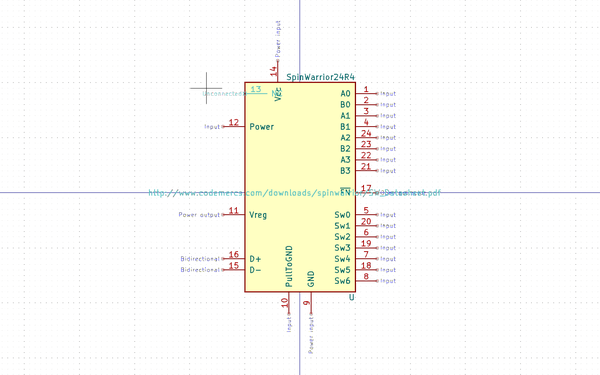 Power input
14
SpinWarrior24R4
Unconnected 13
Vcc
A0 1 Input
B0 2 Input
A1 3 Input
Input 12 Power
B1 4 Input
A2 24 Input
B2 23 Input
A3 22 Input
B3 21 Input
17
http://www.codemercs.com/downloads/spinwarrior/
Power output 11 Vreg
Sw0 5 Input
Sw1 20 Input
Sw2 6 Input
Sw3 19 Input
Bidirectional 16 D+
Sw4 7 Input
Bidirectional 15 D-
Sw5 18 Input
Sw6 8 Input
PullToGND
GND
U
10
9
Input
Power input